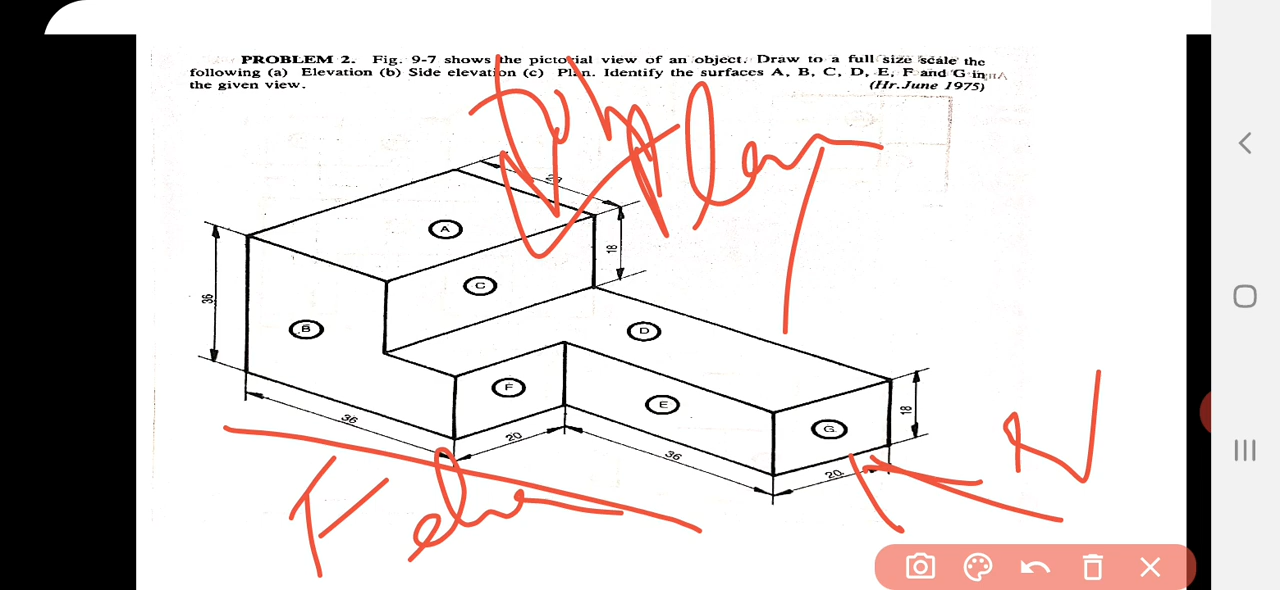 PROBLEM 2. Fig. 9-7 shows the pictorial view of an object. Draw to a full size scale the
following (a) Elevation (b) Side elevation (c) Plan. Identify the surfaces A, B, C, D, E, F and G in
the given view. (Hr. June 1975)
A
18
C
36
B
D
F
E
G
18
36
20
36
20